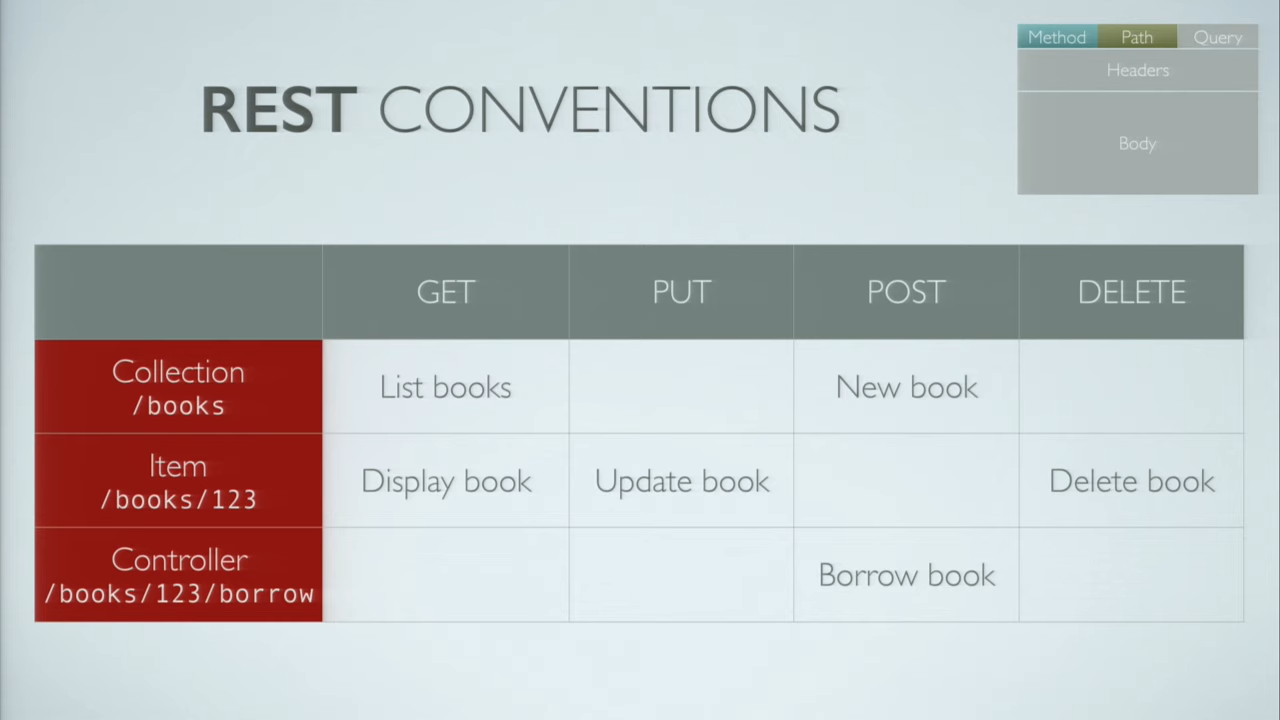 Method Path Query
Headers
Body
REST CONVENTIONS
GET PUT POST DELETE
Collection
/books
List books New book
Item
/books/123
Display book Update book Delete book
Controller
/books/123/borrow
Borrow book